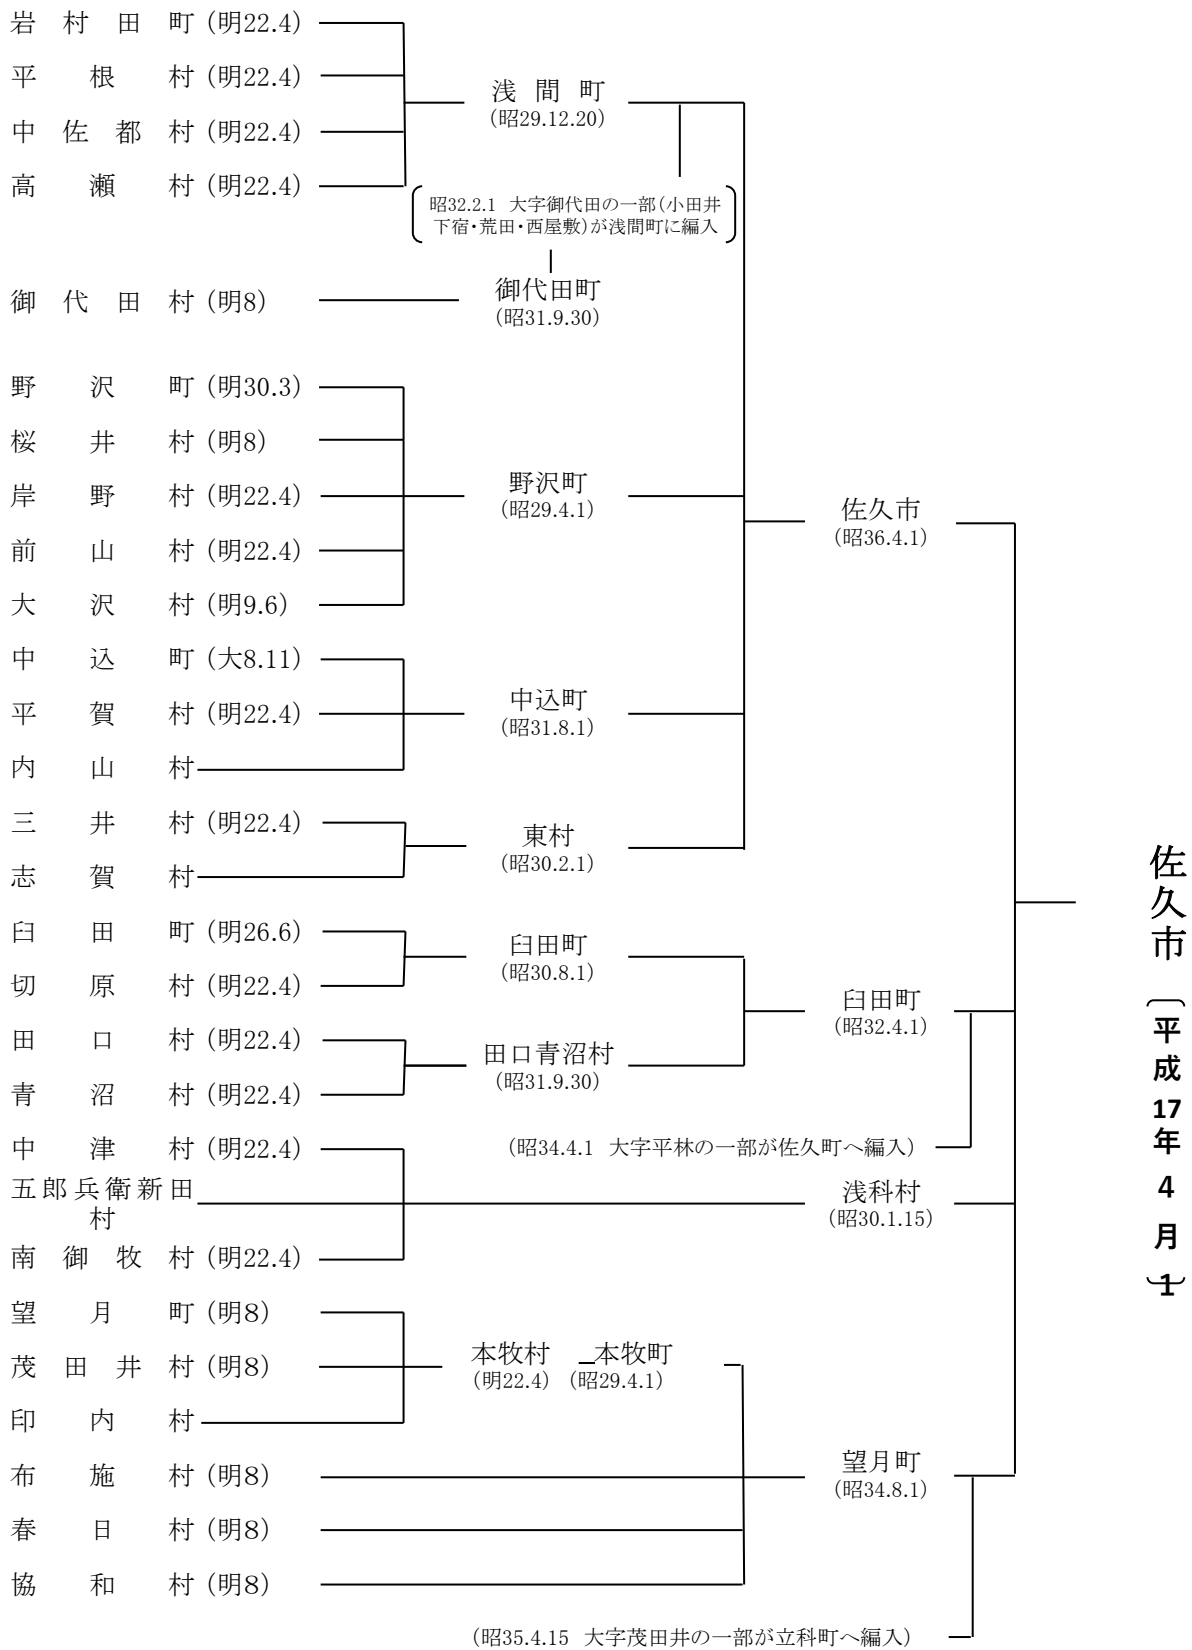 岩村田町(明22.4)
平根村(明22.4)
中佐都村(明22.4)
高瀬村(明22.4)
浅間町
(昭29.12.20)
昭32.2.1 大字御代田の一部(小田井
下宿・荒田・西屋敷)が浅間町に編入
御代田村(明8)
御代田町
(昭31.9.30)
野沢町(明30.3)
桜井村(明8)
岸野村(明22.4)
前山村(明22.4)
大沢村(明9.6)
野沢町
(昭29.4.1)
中込町(大8.11)
平賀村(明22.4)
内山村
中込町
(昭31.8.1)
三井村(明22.4)
志賀村
東村
(昭30.2.1)
佐久市
(昭36.4.1)
臼田町(明26.6)
切原村(明22.4)
臼田町
(昭30.8.1)
田口村(明22.4)
青沼村(明22.4)
田口青沼村
(昭31.9.30)
臼田町
(昭32.4.1)
(昭34.4.1 大字平林の一部が佐久町へ編入)
中津村(明22.4)
五郎兵衛新田
村
南御牧村(明22.4)
浅科村
(昭30.1.15)
望月町(明8)
茂田井村(明8)
印内村
本牧村
(明22.4)
本牧町
(昭29.4.1)
布施村(明8)
春日村(明8)
協和村(明8)
望月町
(昭34.8.1)
(昭35.4.15 大字茂田井の一部が立科町へ編入)
佐久市(平成17年4月1)